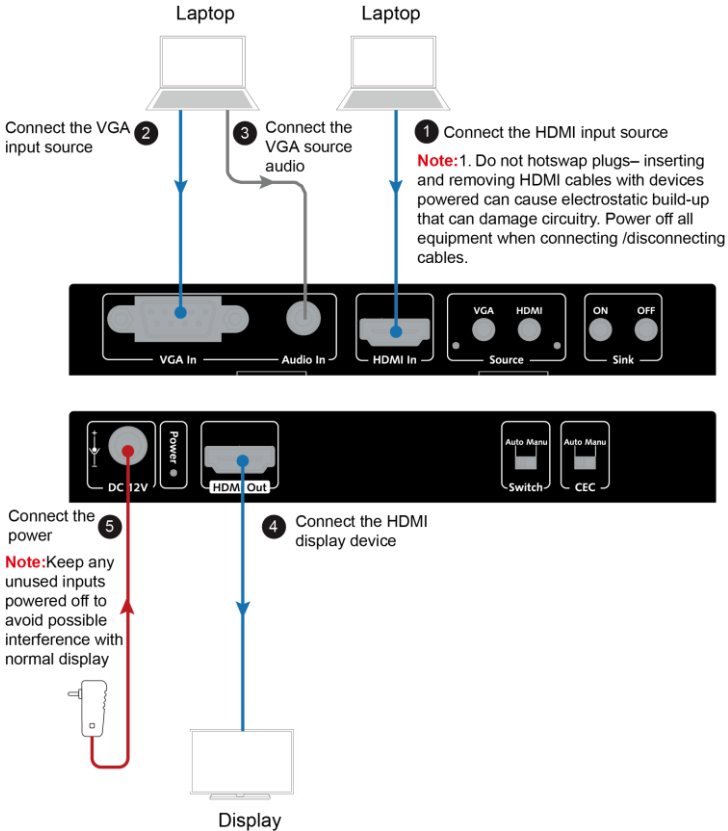 Laptop
Laptop
Connect the VGA
input source
2
3
Connect the
VGA source
audio
1 Connect the HDMI input source
Note:1. Do not hotswap plugs– inserting
and removing HDMI cables with devices
powered can cause electrostatic build-up
that can damage circuitry. Power off all
equipment when connecting /disconnecting
cables.
VGA HDMI
ON OFF
VGA In
Audio In
HDMI In
Source
Sink
+
-
DC 12V
Power
HDMI Out
Auto Manu
Switch
Auto Manu
CEC
Connect the
power
5
Note:Keep any
unused inputs
powered off to
avoid possible
interference with
normal display
4
Connect the HDMI
display device
Display